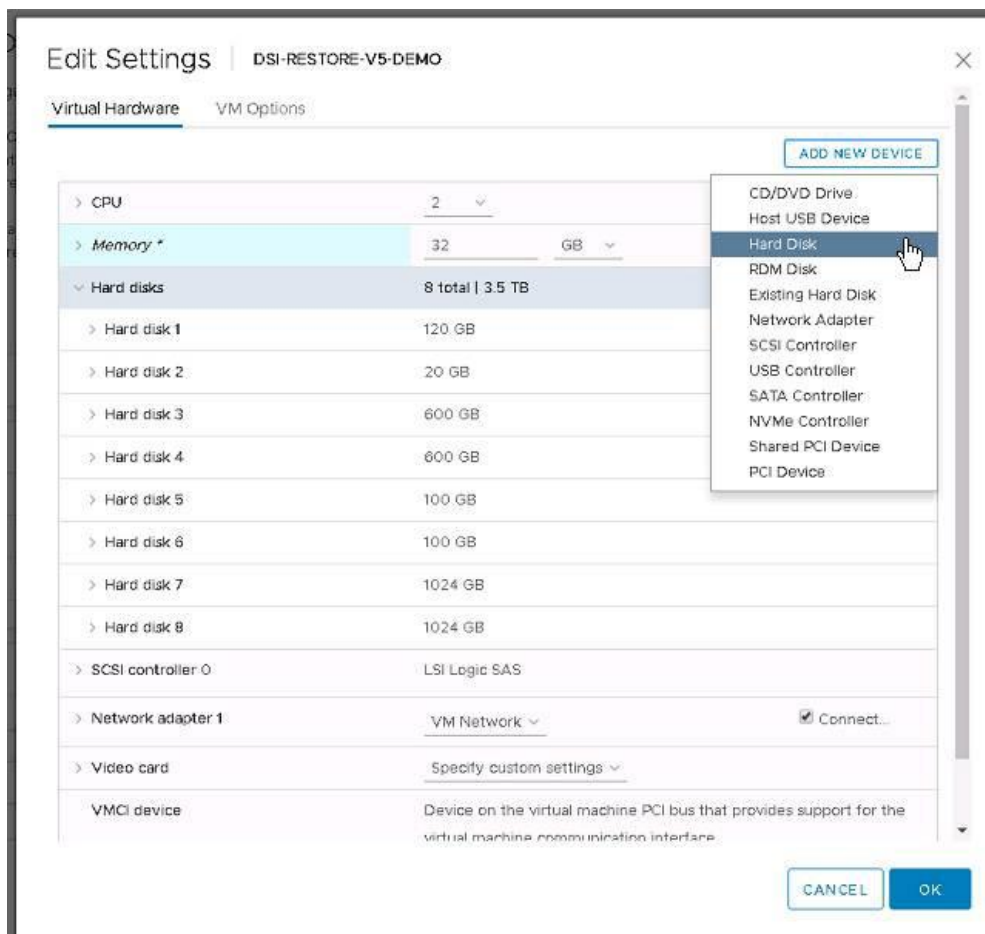 Edit Settings | DSI-RESTORE-V5-DEMO
Virtual Hardware VM Options
ADD NEW DEVICE
CD/DVD Drive
Host USB Device
Hard Disk
RDM Disk
Existing Hard Disk
Network Adapter
SCSI Controller
USB Controller
SATA Controller
NVMe Controller
Shared PCI Device
PCI Device
CPU 2
Memory * 32 GB
Hard disks 8 total | 3.5 TB
Hard disk 1 120 GB
Hard disk 2 20 GB
Hard disk 3 600 GB
Hard disk 4 600 GB
Hard disk 5 100 GB
Hard disk 6 100 GB
Hard disk 7 1024 GB
Hard disk 8 1024 GB
SCSI controller 0 LSI Logic SAS
Network adapter 1 VM Network Connect...
Video card Specify custom settings
VMCI device Device on the virtual machine PCI bus that provides support for the
virtual machine communication interface
CANCEL OK